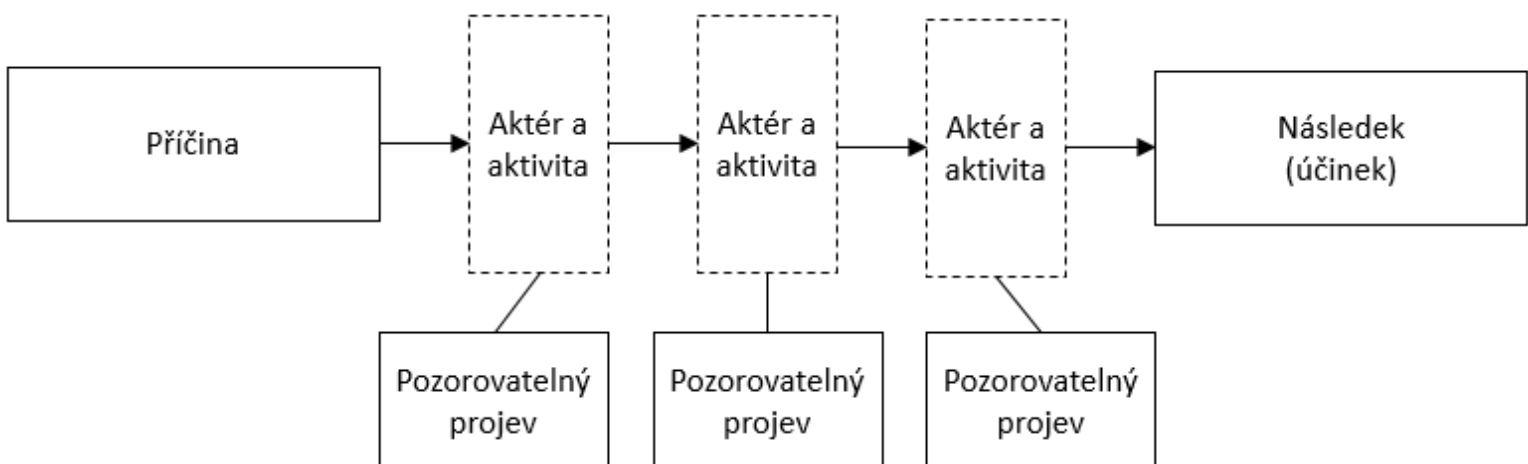 Příčina
Aktér a
aktivita
Aktér a
aktivita
Aktér a
aktivita
Následek
(účinek)
Pozorovatelný
projev
Pozorovatelný
projev
Pozorovatelný
projev